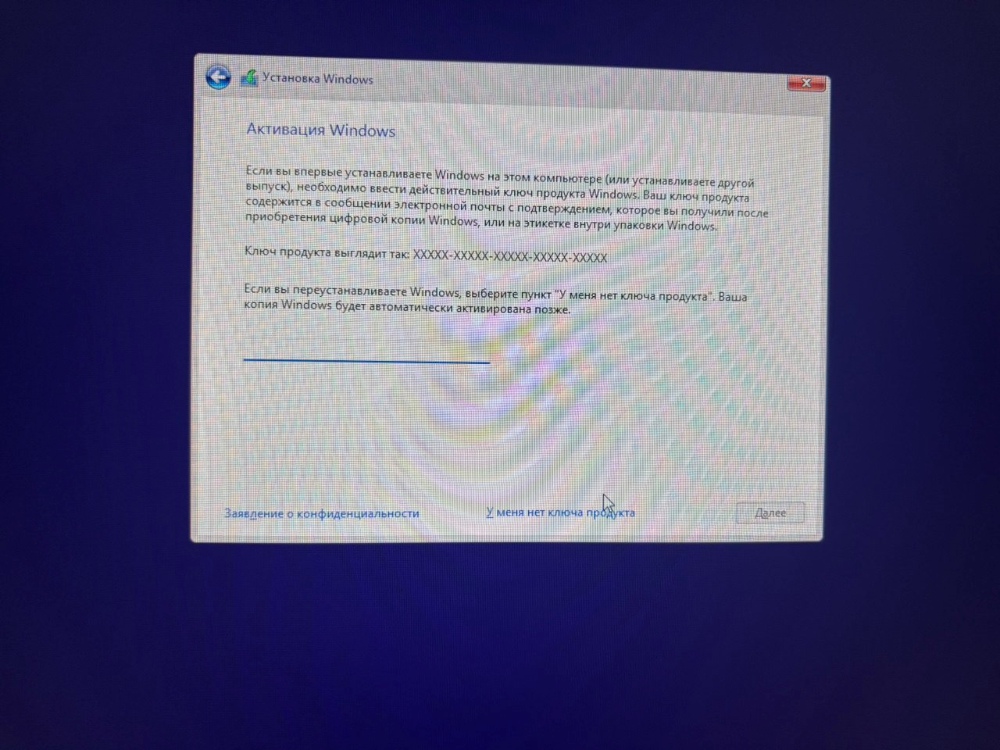 Установка Windows
Активация Windows
Если вы впервые устанавливаете Windows на этом компьютере (или устанавливаете другой
выпуск), необходимо ввести действительный ключ продукта Windows. Ваш ключ продукта
содержится в сообщении электронной почты с подтверждением, которое вы получили после
приобретения цифровой копии Windows, или на этикетке внутри упаковки Windows.
Ключ продукта выглядит так: XXXXX-XXXXX-XXXXX-XXXXX-XXXXX
Если вы переустанавливаете Windows, выберите пункт "У меня нет ключа продукта". Ваша
копия Windows будет автоматически активирована позже.
Заявление о конфиденциальности
У меня нет ключа продукта
Далее